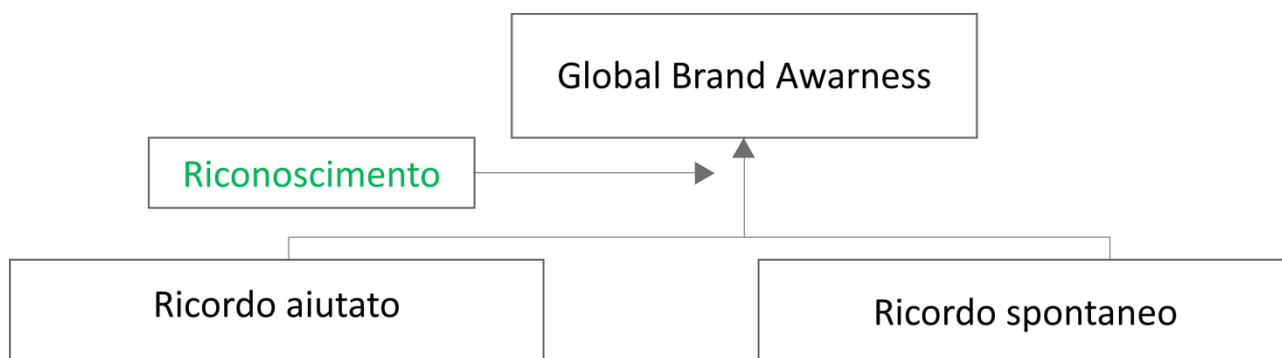 Global Brand Awarness
Riconoscimento
Ricordo aiutato
Ricordo spontaneo